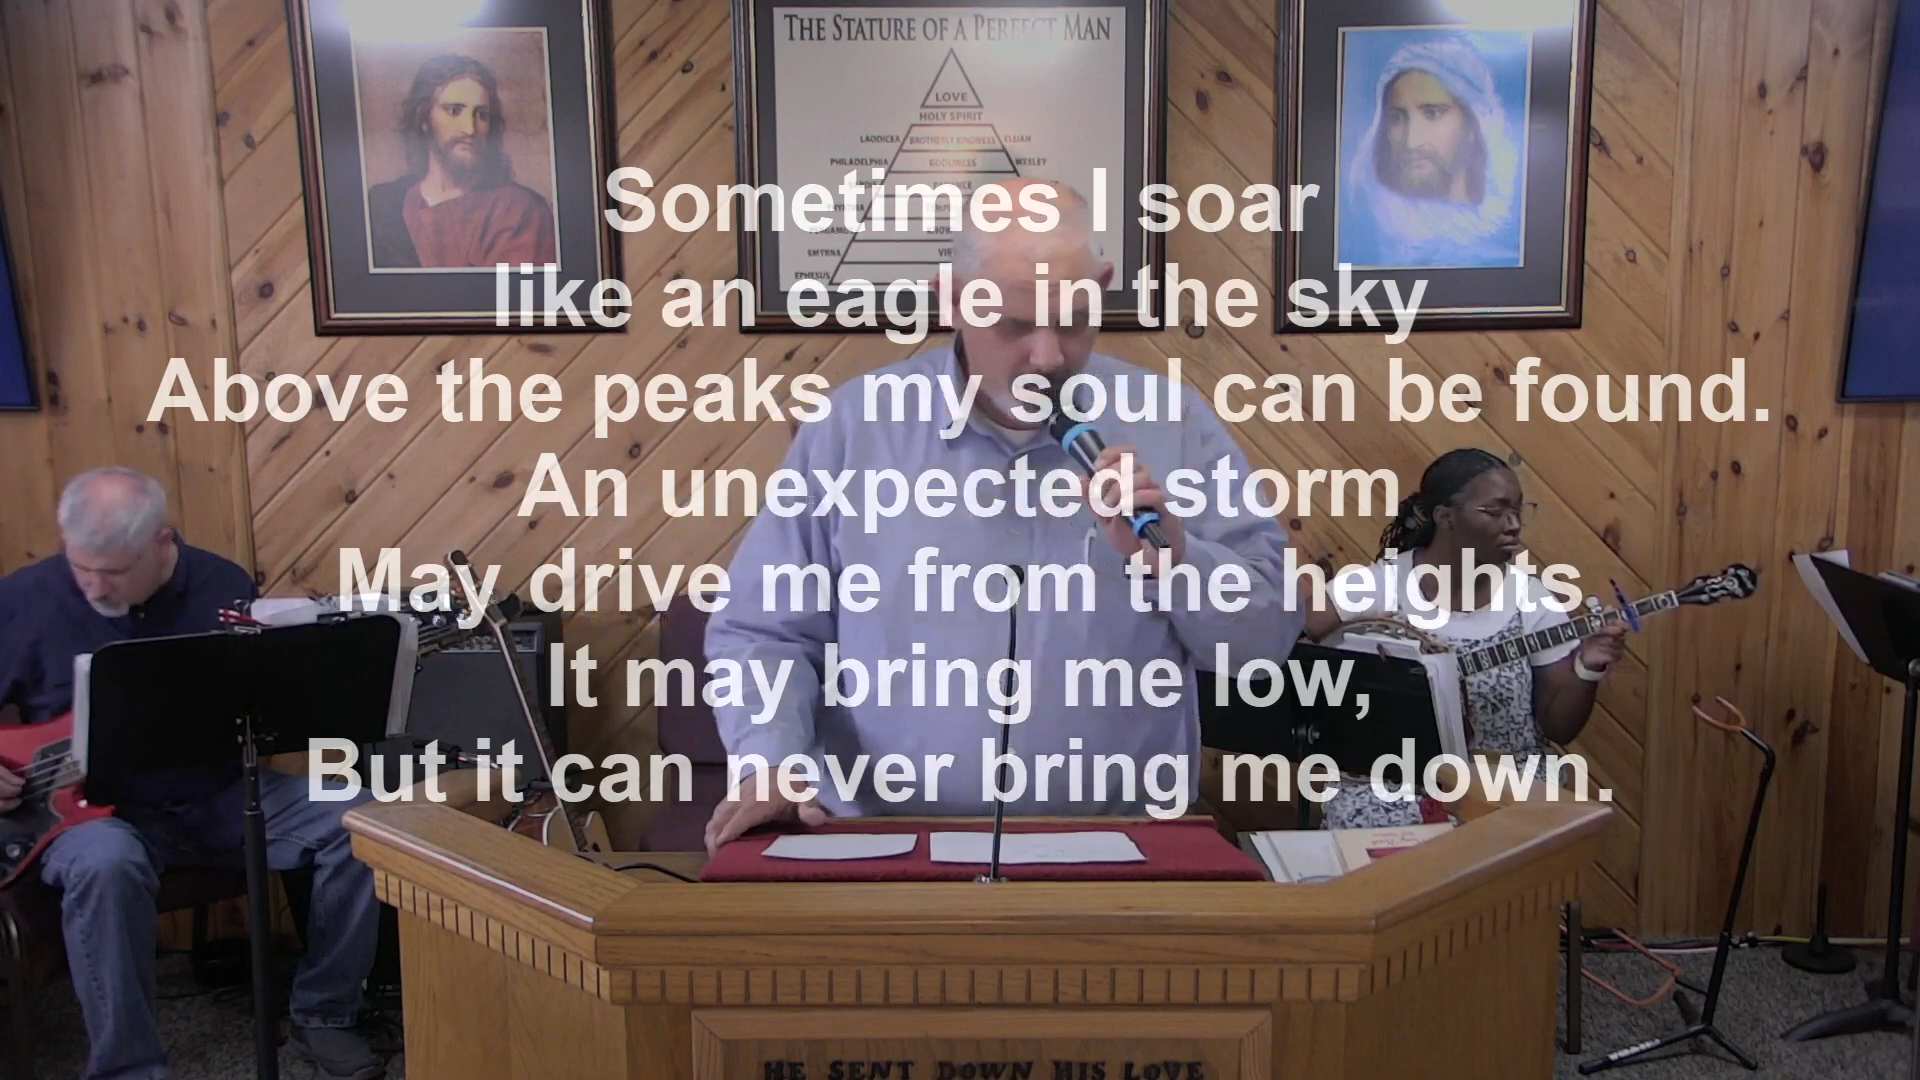 THE STATURE OF A PERFECT MAN
LOVE
HOLY SPIRIT
LAODICEA BROTHERLY KINDNESS ELIJAH
PHILADELPHIA GODLINESS WESLEY
SMYRNA
EPHESUS
Sometimes I soar
like an eagle in the sky
Above the peaks my soul can be found.
An unexpected storm
May drive me from the heights
It may bring me low,
But it can never bring me down.
HE SENT DOWN HIS LOVE